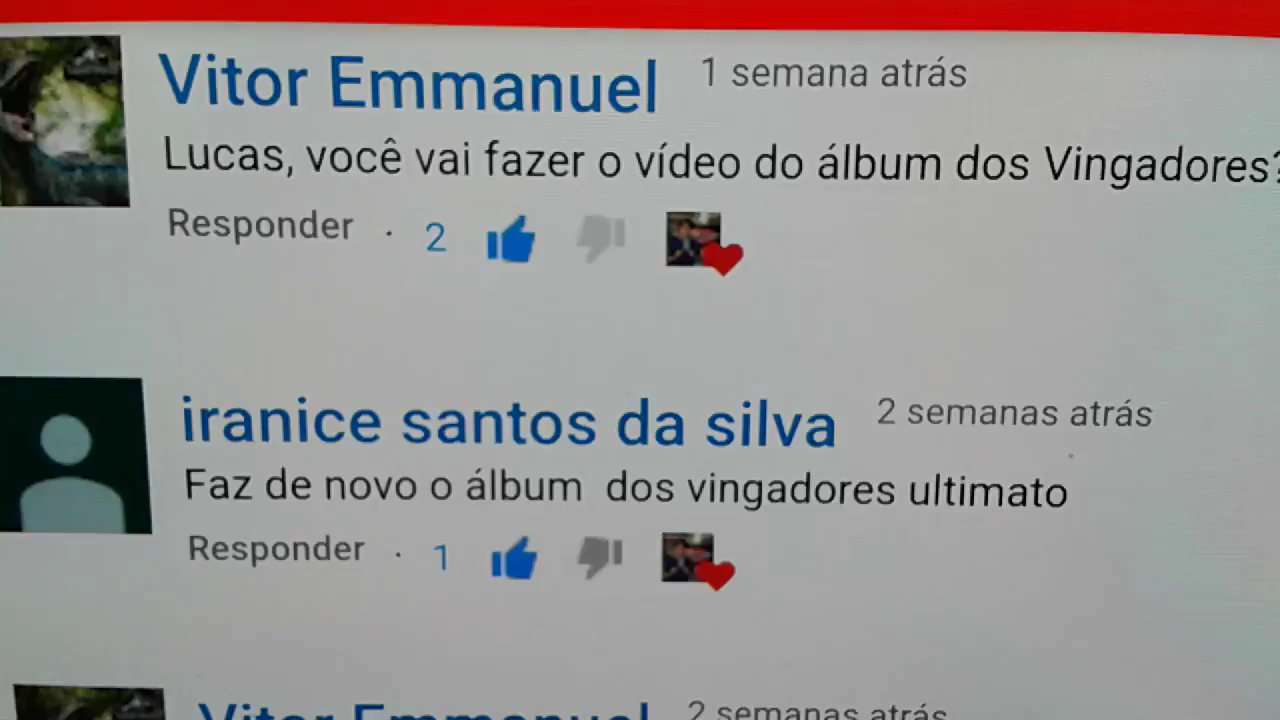 Vitor Emmanuel 1 semana atrás
Lucas, você vai fazer o vídeo do álbum dos Vingadores?
Responder · 2
iranice santos da silva 2 semanas atrás
Faz de novo o álbum dos vingadores ultimato
Responder · 1
Vitor Emmanuel 2 semanas atrás